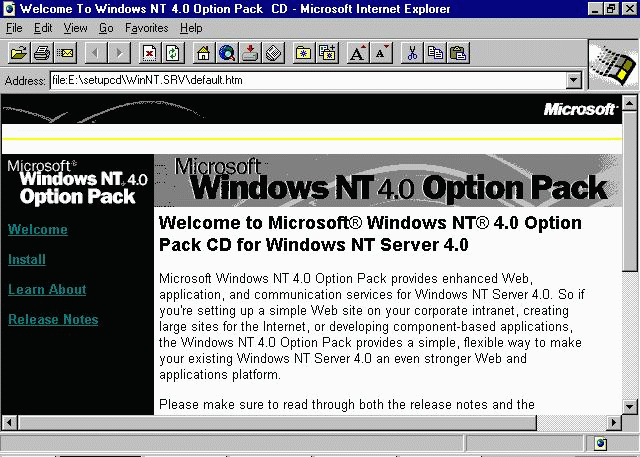 Welcome To Windows NT 4.0 Option Pack  CD - Microsoft Internet Explorer
File Edit View Go Favorites Help
A A
Address: file:E:\setupcd\WinNT.SRV\default.htm
Microsoft
Microsoft®
Windows NT® 4.0
Option Pack
Microsoft
Windows NT 4.0 Option Pack
Welcome
Install
Learn About
Release Notes
Welcome to Microsoft® Windows NT® 4.0 Option
Pack CD for Windows NT Server 4.0
Microsoft Windows NT 4.0 Option Pack provides enhanced Web,
application, and communication services for Windows NT Server 4.0. So if
you're setting up a simple Web site on your corporate intranet, creating
large sites for the Internet, or developing component-based applications,
the Windows NT 4.0 Option Pack provides a simple, flexible way to make
your existing Windows NT Server 4.0 an even stronger Web and
applications platform.
Please make sure to read through both the release notes and the